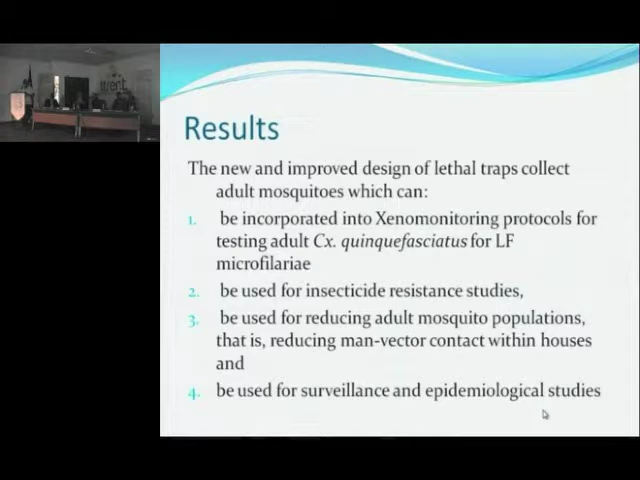 Results
The new and improved design of lethal traps collect
adult mosquitoes which can:
1. be incorporated into Xenomonitoring protocols for
testing adult Cx. quinquefasciatus for LF
microfilariae
2. be used for insecticide resistance studies,
3. be used for reducing adult mosquito populations,
that is, reducing man-vector contact within houses
and
4. be used for surveillance and epidemiological studies